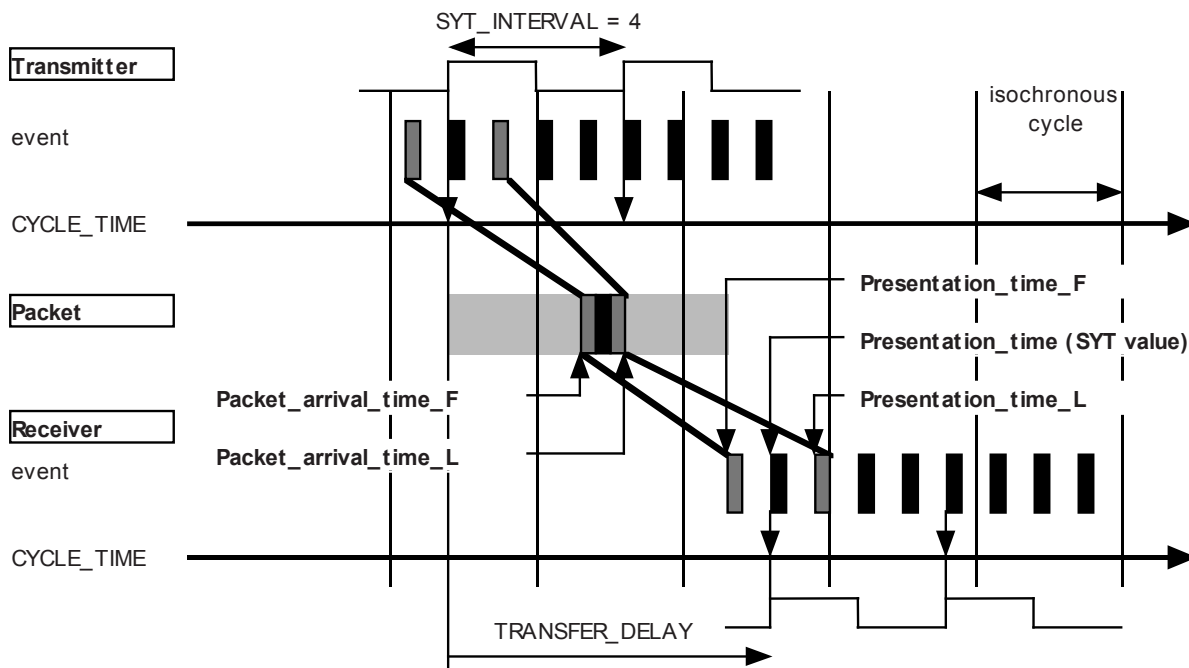 SYT_INTERVAL = 4
Transmitter
isochronous
cycle
event
CYCLE_TIME
Presentation_time_F
Packet
Presentation_time (SYT value)
Packet_arrival_time_F
Presentation_time_L
Receiver
Packet_arrival_time_L
event
CYCLE_TIME
TRANSFER_DELAY